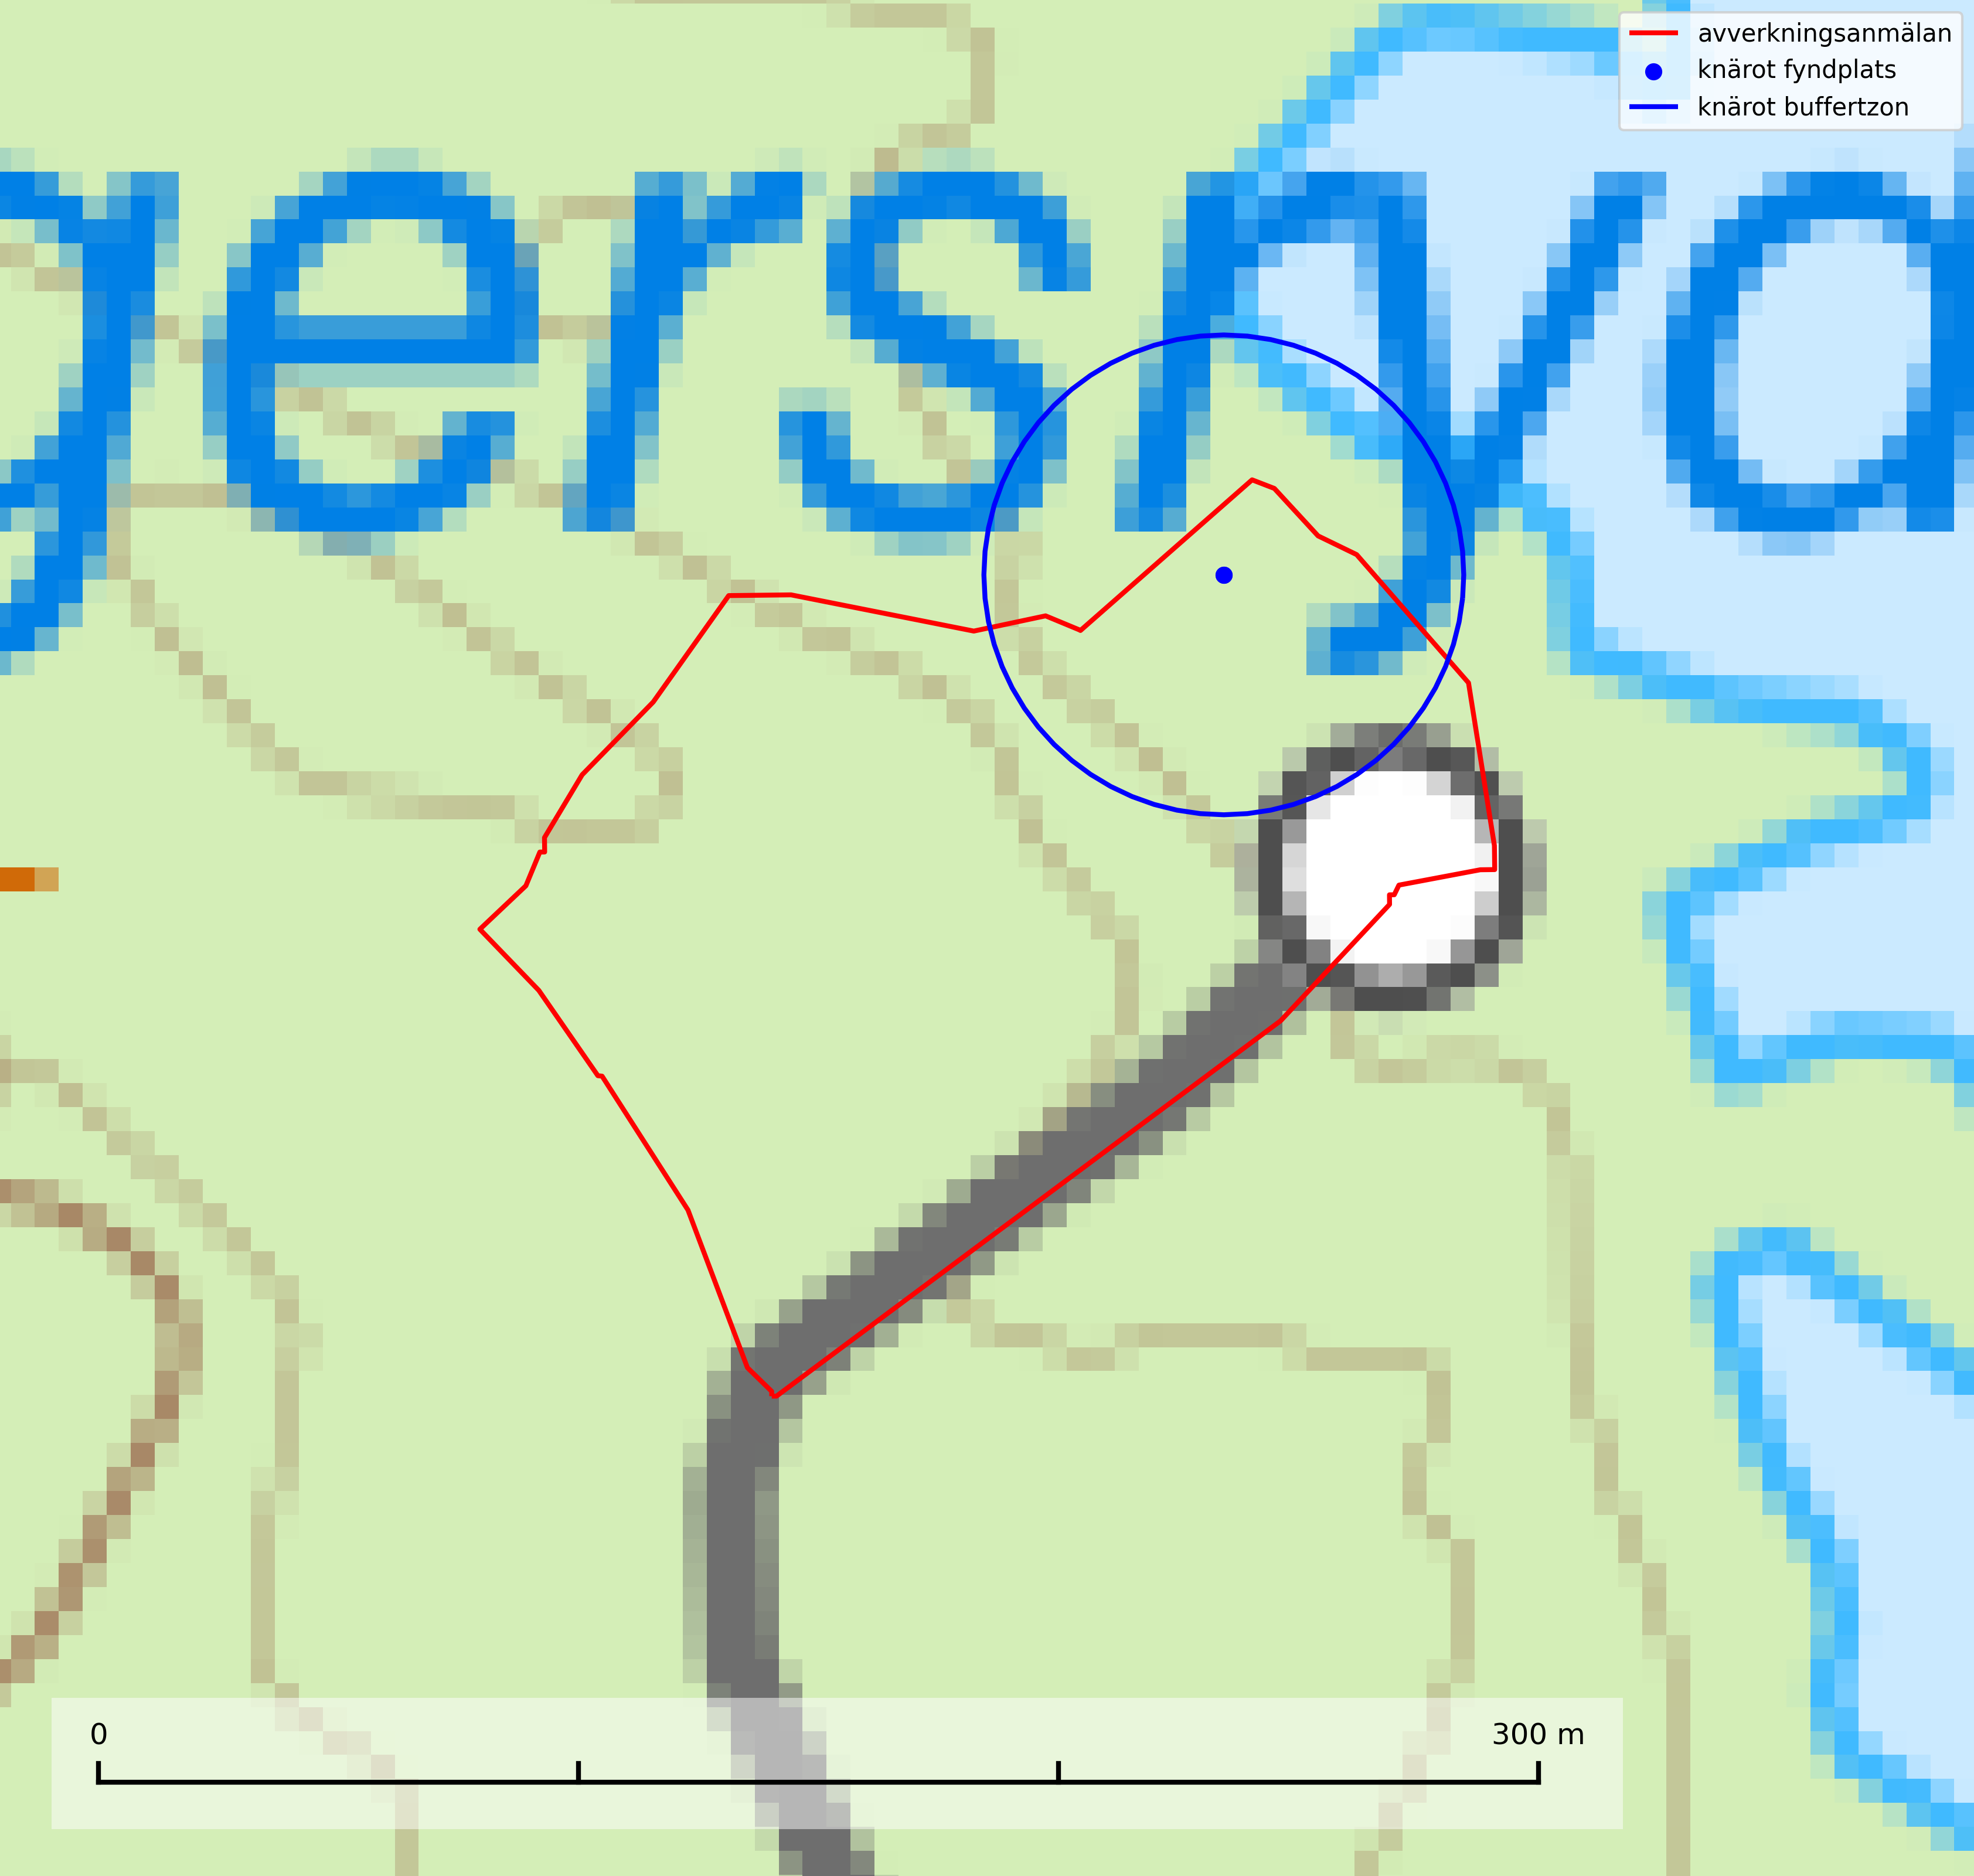 avverkningsanmälan
knärot fyndplats
knärot buffertzon
0 300 m